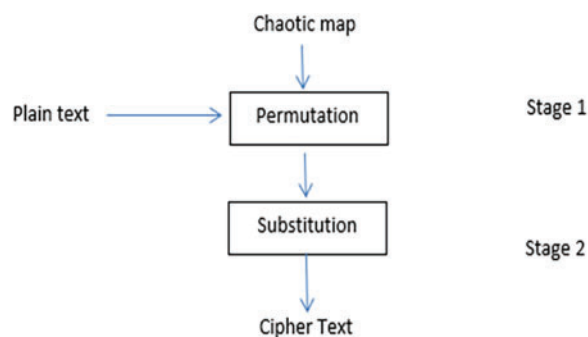 Chaotic map
Plain text
Permutation
Stage 1
Substitution
Stage 2
Cipher Text